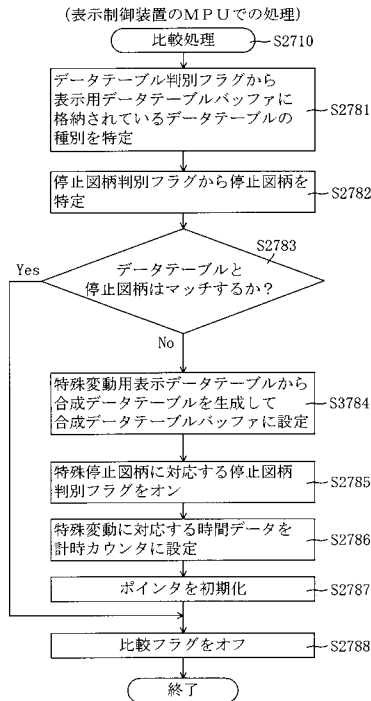 (表示制御装置のMPUでの処理)
比較処理
S2710
データテーブル判別フラグから
表示用データテーブルバッファに
格納されているデータテーブルの
種別を特定
S2781
停止図柄判別フラグから停止図柄を
特定
S2782
S2783
Yes
データテーブルと
停止図柄はマッチするか?
No
特殊変動用表示データテーブルから
合成データテーブルを生成して
合成データテーブルバッファに設定
S3784
特殊停止図柄に対応する停止図柄
判別フラグをオン
S2785
特殊変動に対応する時間データを
計時カウンタに設定
S2786
ポインタを初期化
S2787
比較フラグをオフ
S2788
終了